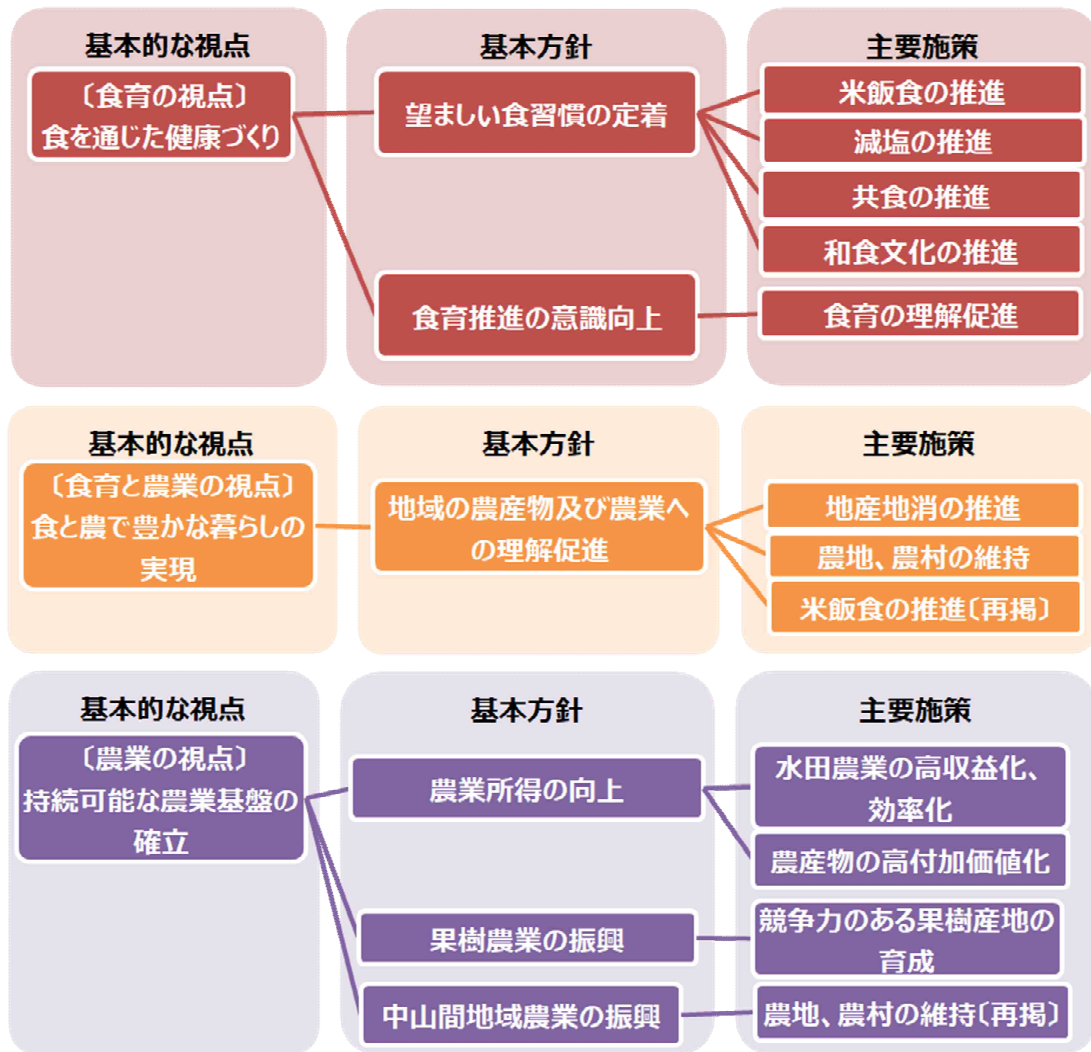 基本的な視点
〔食育の視点〕
食を通じた健康づくり
基本方針
望ましい食習慣の定着
食育推進の意識向上
主要施策
米飯食の推進
減塩の推進
共食の推進
和食文化の推進
食育の理解促進
基本的な視点
〔食育と農業の視点〕
食と農で豊かな暮らしの
実現
基本方針
地域の農産物及び農業へ
の理解促進
主要施策
地産地消の推進
農地、農村の維持
米飯食の推進〔再掲〕
基本的な視点
〔農業の視点〕
持続可能な農業基盤の
確立
基本方針
農業所得の向上
果樹農業の振興
中山間地域農業の振興
主要施策
水田農業の高収益化、
効率化
農産物の高付加価値化
競争力のある果樹産地の
育成
農地、農村の維持〔再掲〕